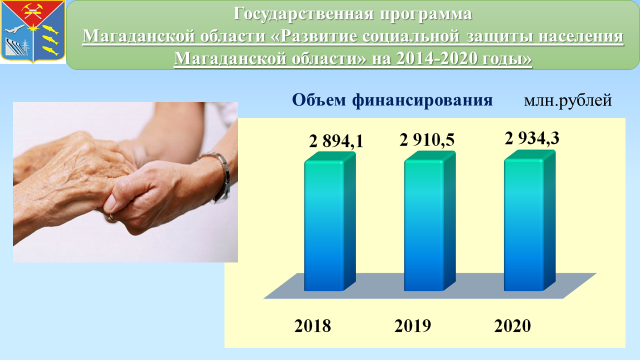 Государственная программа
Магаданской области «Развитие социальной защиты населения
Магаданской области» на 2014-2020 годы»
Объем финансирования млн.рублей
2 894,1 2 910,5 2 934,3
2018 2019 2020